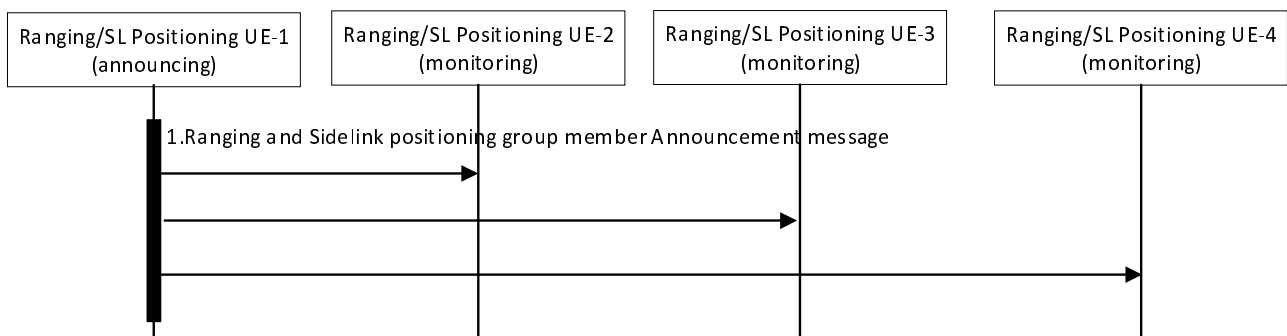 Ranging/SL Positioning UE-1
(announcing)
Ranging/SL Positioning UE-2
(monitoring)
Ranging/SL Positioning UE-3
(monitoring)
Ranging/SL Positioning UE-4
(monitoring)
1.Ranging and Sidelink positioning group member Announcement message